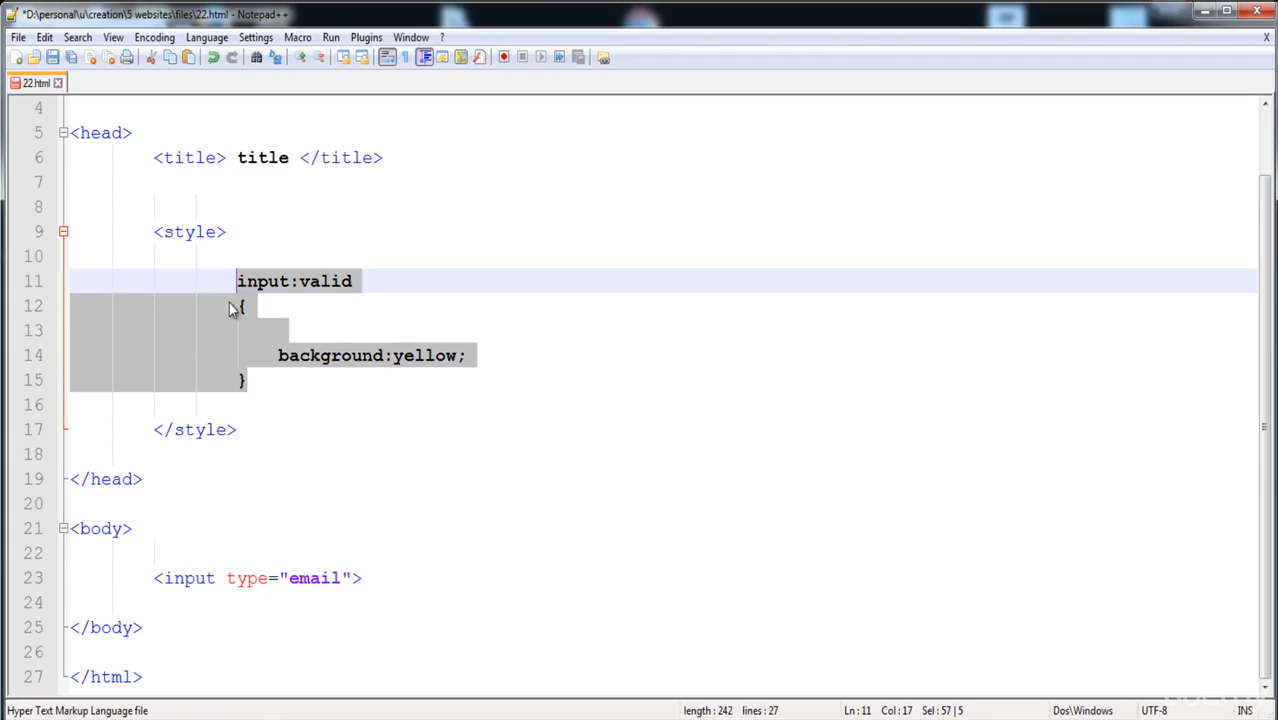 *D:\personal\u\creation\5 websites\files\22.html - Notepad++
File Edit Search View Encoding Language Settings Macro Run Plugins Window ? X
22.html
4
5 <head>
6 <title> title </title>
7
8
9 <style>
10
11 input:valid
12 {
13
14 background:yellow;
15 }
16
17 </style>
18
19 </head>
20
21 <body>
22
23 <input type="email">
24
25 </body>
26
27 </html>
Hyper Text Markup Language file length: 242 lines: 27 Ln: 11 Col: 17 Sel: 57 | 5 Dos\Windows UTF-8 INS